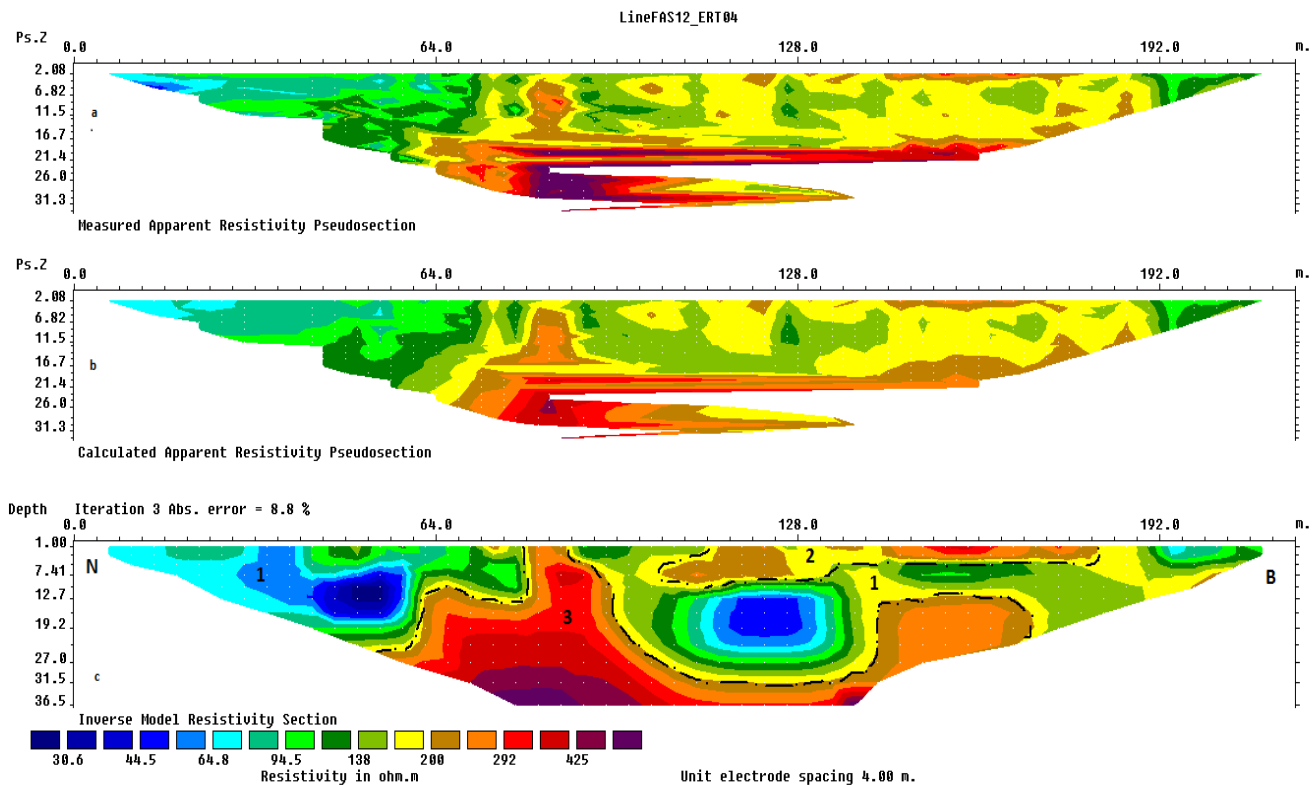 LineFAS12_ERT04
Ps.Z 0.0 64.0 128.0 192.0 m.
2.08
6.82
11.5
a
16.7
21.4
26.0
31.3
Measured Apparent Resistivity Pseudosection
Ps.Z 0.0 64.0 128.0 192.0 m.
2.08
6.82
11.5
16.7
b
21.4
26.0
31.3
Calculated Apparent Resistivity Pseudosection
Depth Iteration 3 Abs. error = 8.8 %
0.0 64.0 128.0 192.0 m.
1.00 2
N 1 1 B
7.41
12.7
3
19.2
27.0
c
31.5
36.5
Inverse Model Resistivity Section
30.6 44.5 64.8 94.5 138 200 292 425
Resistivity in ohm.m Unit electrode spacing 4.00 m.